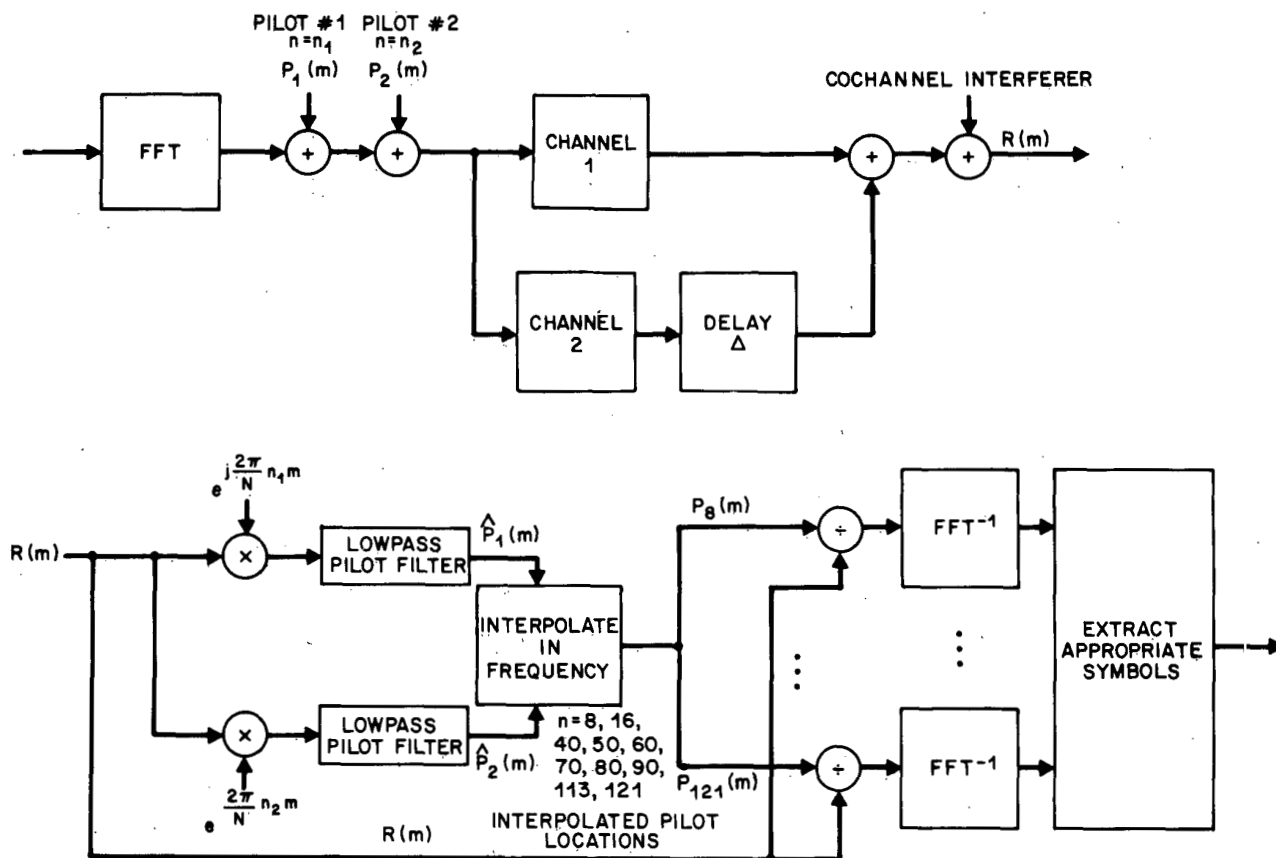 PILOT #1 PILOT #2
n=n₁ n=n₂
P₁(m) P₂(m)
COCHANNEL INTERFERER
FFT
+
+
CHANNEL
1
+
+
R(m)
CHANNEL
2
DELAY
Δ
e^{j 2π/N n₁m}
R(m)
×
LOWPASS
PILOT FILTER
P̂₁(m)
INTERPOLATE
IN
FREQUENCY
P₈(m)
÷
FFT⁻¹
EXTRACT
APPROPRIATE
SYMBOLS
×
LOWPASS
PILOT FILTER
P̂₂(m)
n=8, 16,
40, 50, 60,
70, 80, 90,
113, 121
P₁₂₁(m)
÷
FFT⁻¹
e^{2π/N n₂m}
R(m)
INTERPOLATED PILOT
LOCATIONS